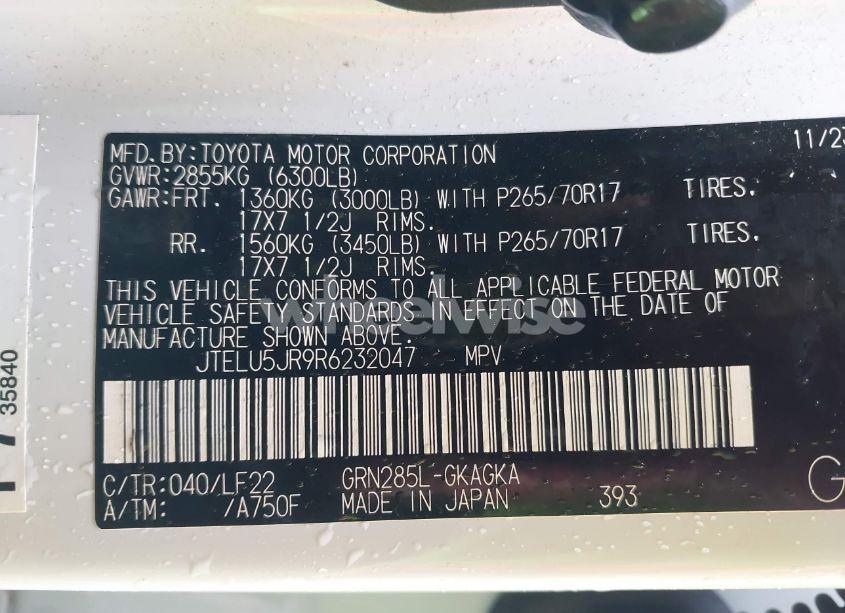 MFD.BY:TOYOTA MOTOR CORPORATION 11/23
GVWR:2855KG (6300LB)
GAWR:FRT. 1360KG (3000LB) WITH P265/70R17 TIRES.
17X7 1/2J RIMS.
RR. 1560KG (3450LB) WITH P265/70R17 TIRES.
17X7 1/2J RIMS.
THIS VEHICLE CONFORMS TO ALL APPLICABLE FEDERAL MOTOR
VEHICLE SAFETY STANDARDS IN EFFECT ON THE DATE OF
MANUFACTURE SHOWN ABOVE.
JTELU5JR9R6232047 MPV
C/TR:040/LF22 GRN285L-GKAGKA
A/TM: /A750F MADE IN JAPAN 393
G
35840
wheelwise